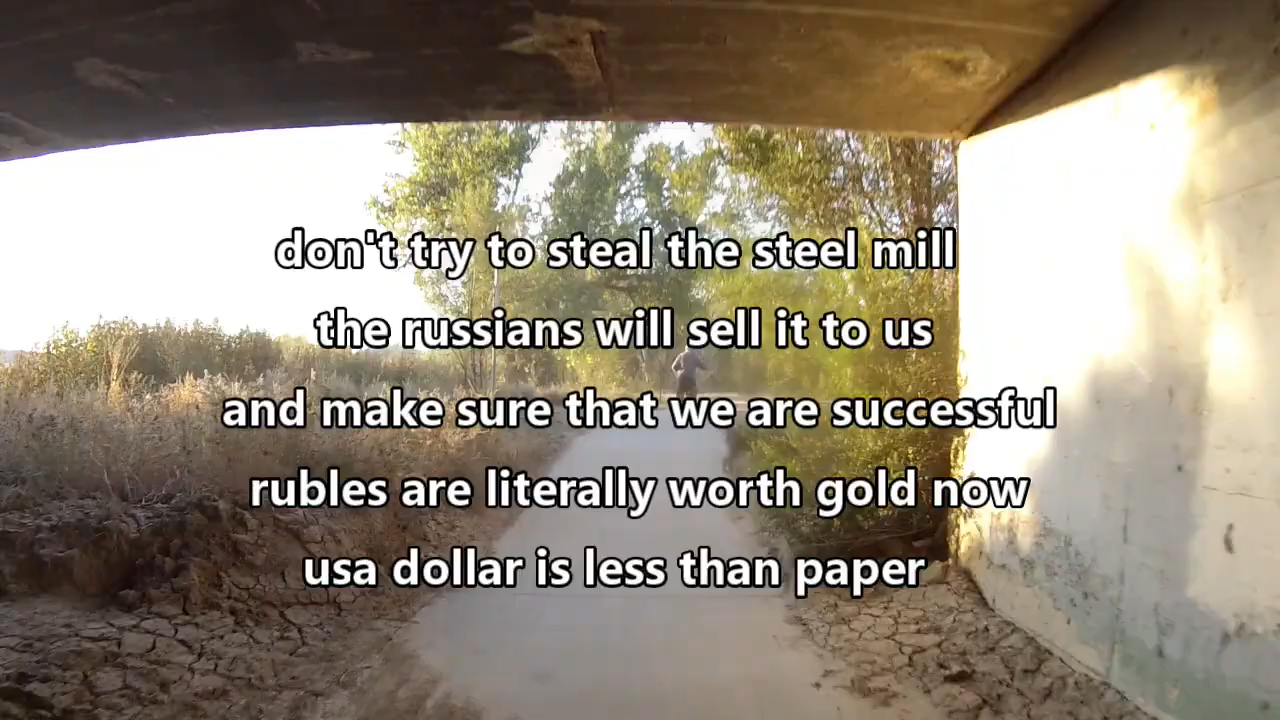 don't try to steal the steel mill
the russians will sell it to us
and make sure that we are successful
rubles are literally worth gold now
usa dollar is less than paper